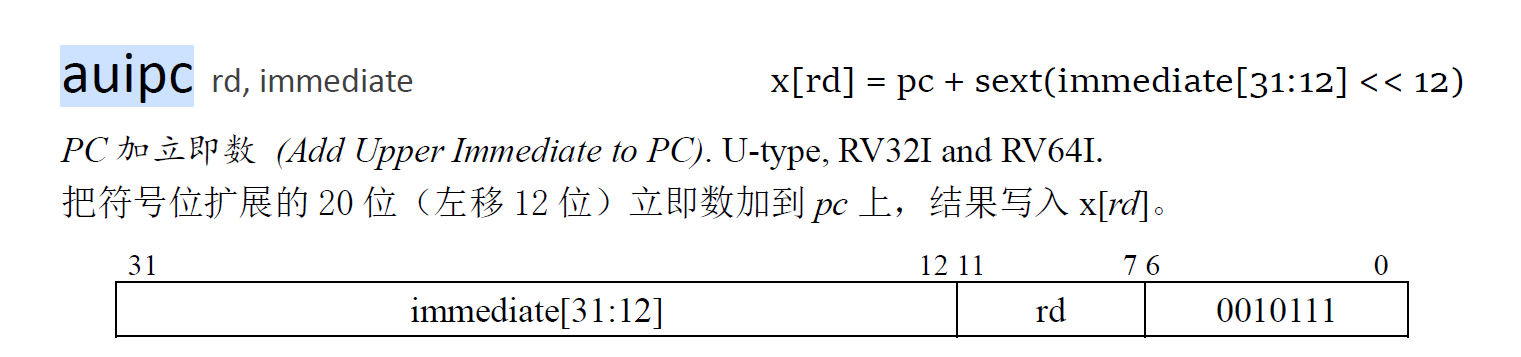 auipc rd, immediate x[rd] = pc + sext(immediate[31:12] << 12)
PC 加立即数 (Add Upper Immediate to PC). U-type, RV32I and RV64I.
把符号位扩展的 20 位（左移 12 位）立即数加到 pc 上，结果写入 x[rd]。
31 12 11 7 6 0
immediate[31:12] rd 0010111